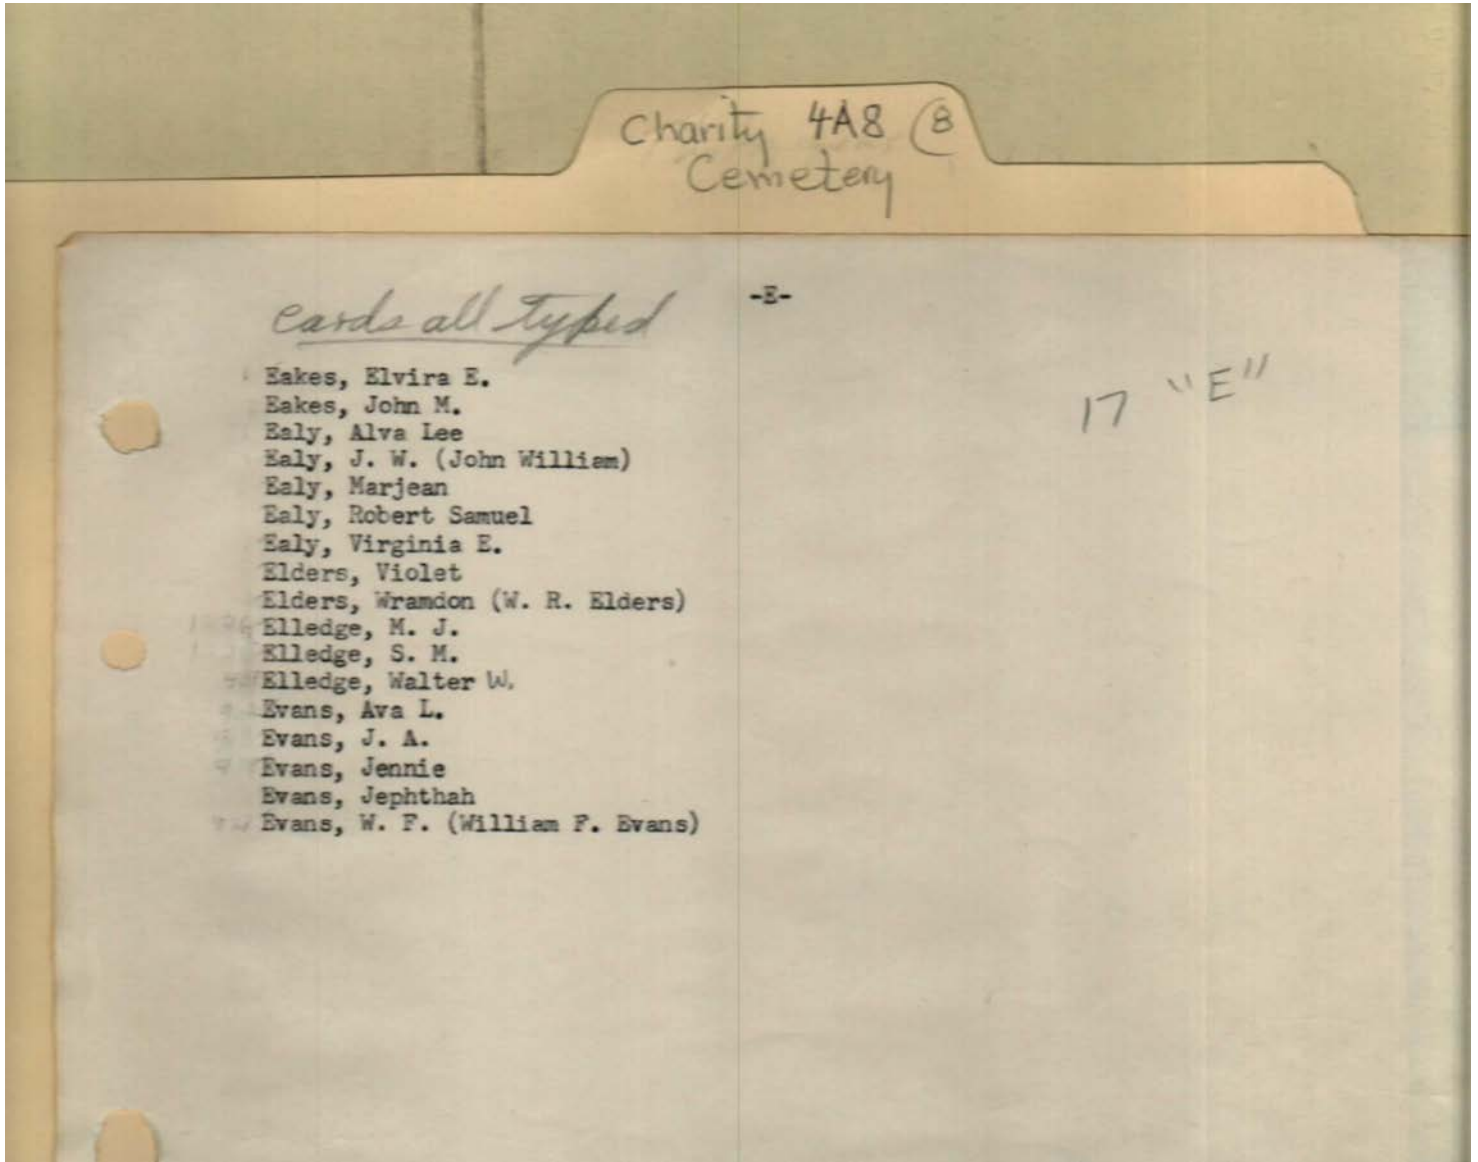 Charity 4A8 (8
Cemetery
-E-
cards all typed
17 "E"
Eakes, Elvira E.
Eakes, John M.
Ealy, Alva Lee
Ealy, J. W. (John William)
Ealy, Marjean
Ealy, Robert Samuel
Ealy, Virginia E.
Elders, Violet
Elders, Wramdon (W. R. Elders)
Elledge, M. J.
Elledge, S. M.
Elledge, Walter W.
Evans, Ava L.
Evans, J. A.
Evans, Jennie
Evans, Jephthah
Evans, W. F. (William F. Evans)